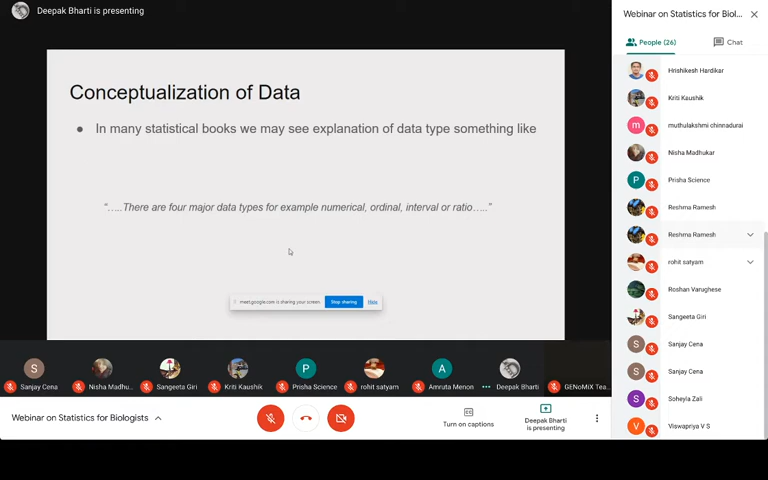 Deepak Bharti is presenting
Conceptualization of Data
● In many statistical books we may see explanation of data type something like
“…..There are four major data types for example numerical, ordinal, interval or ratio…..”
meet.google.com is sharing your screen.
Stop sharing
Hide
S
P
A
Sanjay Cena
Nisha Madhu...
Sangeeta Giri
Kriti Kaushik
Prisha Science
rohit satyam
Amruta Menon
Deepak Bharti
GENoMiX Tea...
Webinar on Statistics for Biologists
Turn on captions
Deepak Bharti
is presenting
Webinar on Statistics for Biol...
People (26)
Chat
Hrishikesh Hardikar
Kriti Kaushik
m muthulakshmi chinnadurai
Nisha Madhukar
P Prisha Science
Reshma Ramesh
Reshma Ramesh
rohit satyam
Roshan Varughese
Sangeeta Giri
S Sanjay Cena
S Sanjay Cena
S Soheyla Zali
V Viswapriya V S